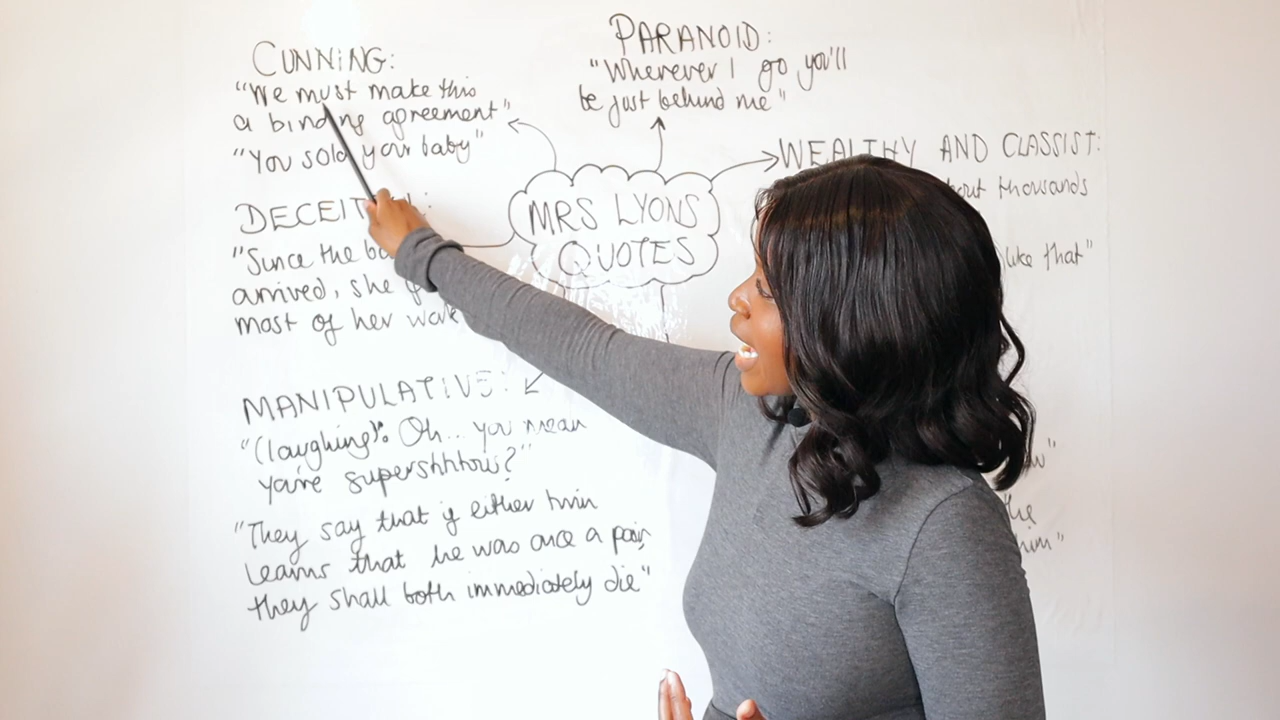 CUNNING:
"We must make this
a binding agreement"
"You sold your baby"
PARANOID:
"Wherever I go you'll
be just behind me"
WEALTHY AND CLASSIST:
thousands
like that"
MRS LYONS
QUOTES
"Since the
arrived, she
most of her work
MANIPULATIVE:
"(laughing): Oh... you mean
you're supershhhow?"
"They say that if either twin
learns that he was once a pair,
they shall both immediately die"
him"